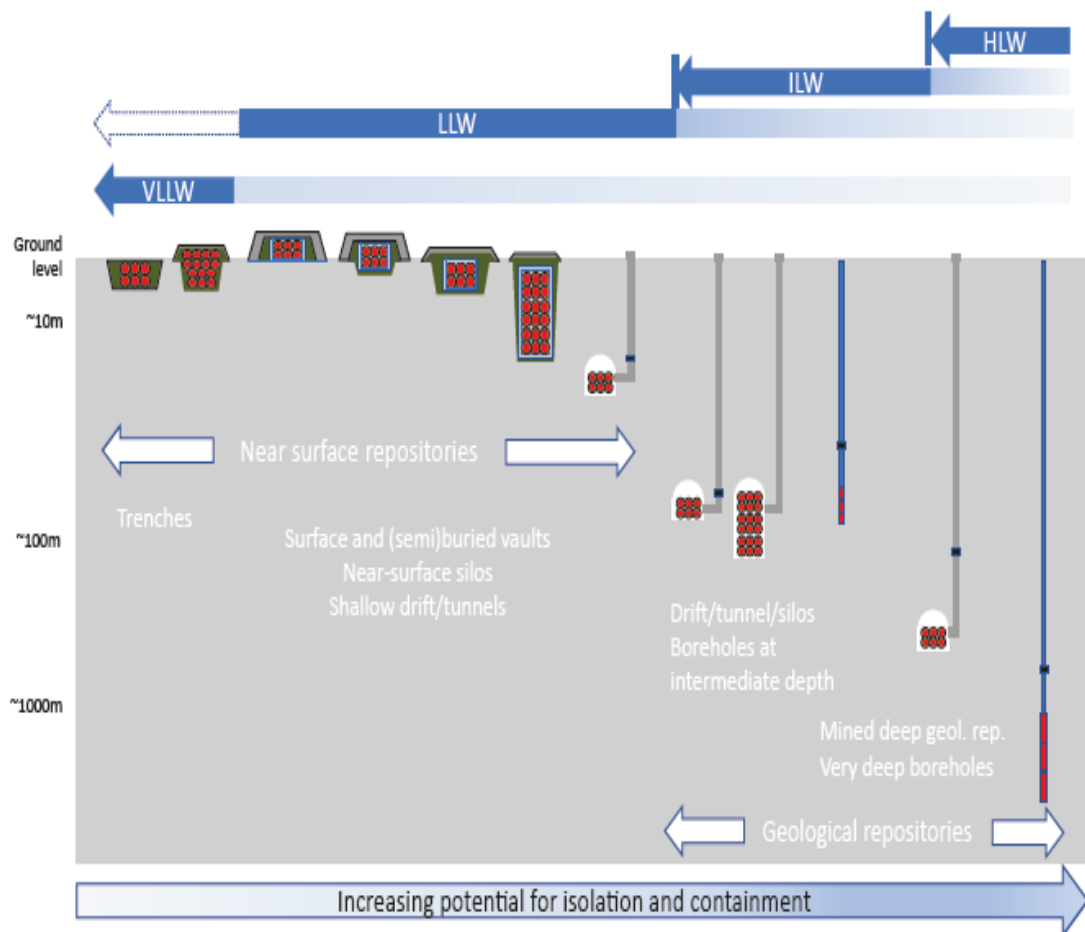 HLW
ILW
LLW
VLLW
Ground
level
~10m
Near surface repositories
Trenches
~100m
Surface and (semi)buried vaults
Near-surface silos
Shallow drift/tunnels
Drift/tunnel/silos
Boreholes at
intermediate depth
~1000m
Mined deep geol. rep.
Very deep boreholes
Geological repositories
Increasing potential for isolation and containment